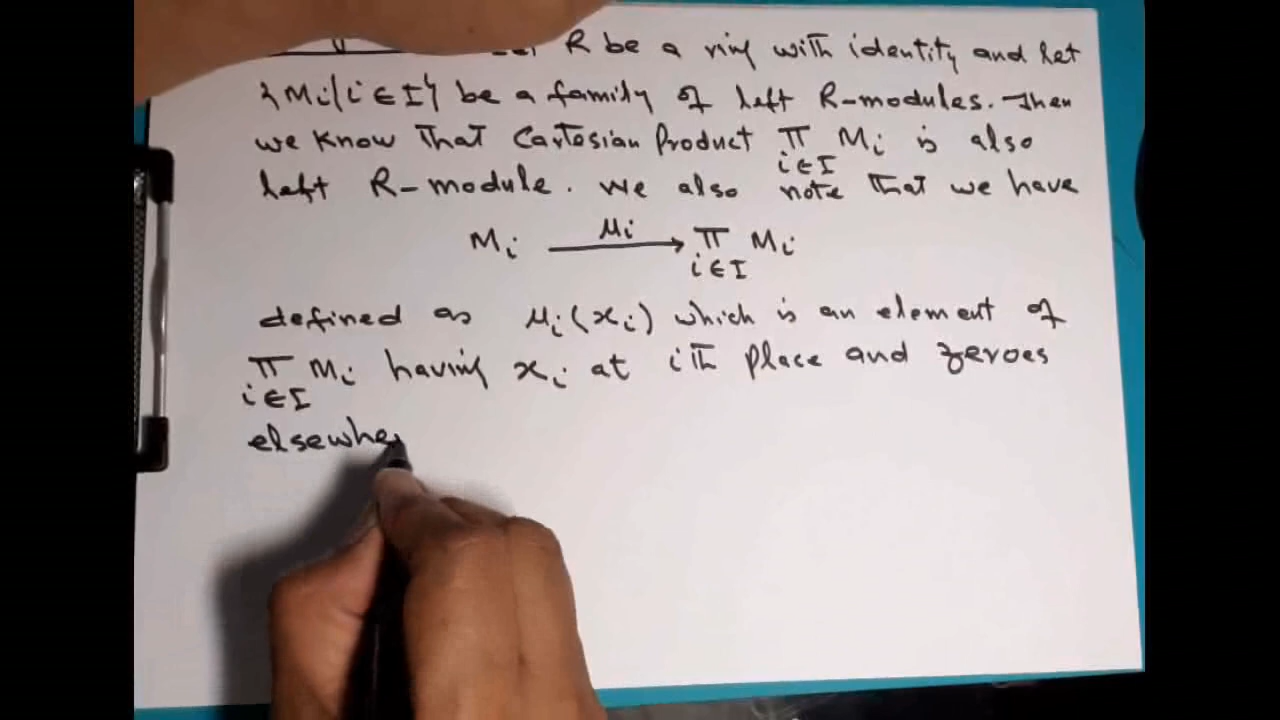 R be a ring with identity and let
{Mi/i ∈ I} be a family of left R-modules. Then
we know that Cartesian Product π Mi is also
i∈I
left R-module. we also note that we have
Mi μi π Mi
i∈I
defined as μi(xi) which is an element of
π Mi having xi at ith place and zeroes
i∈I
elsewhe